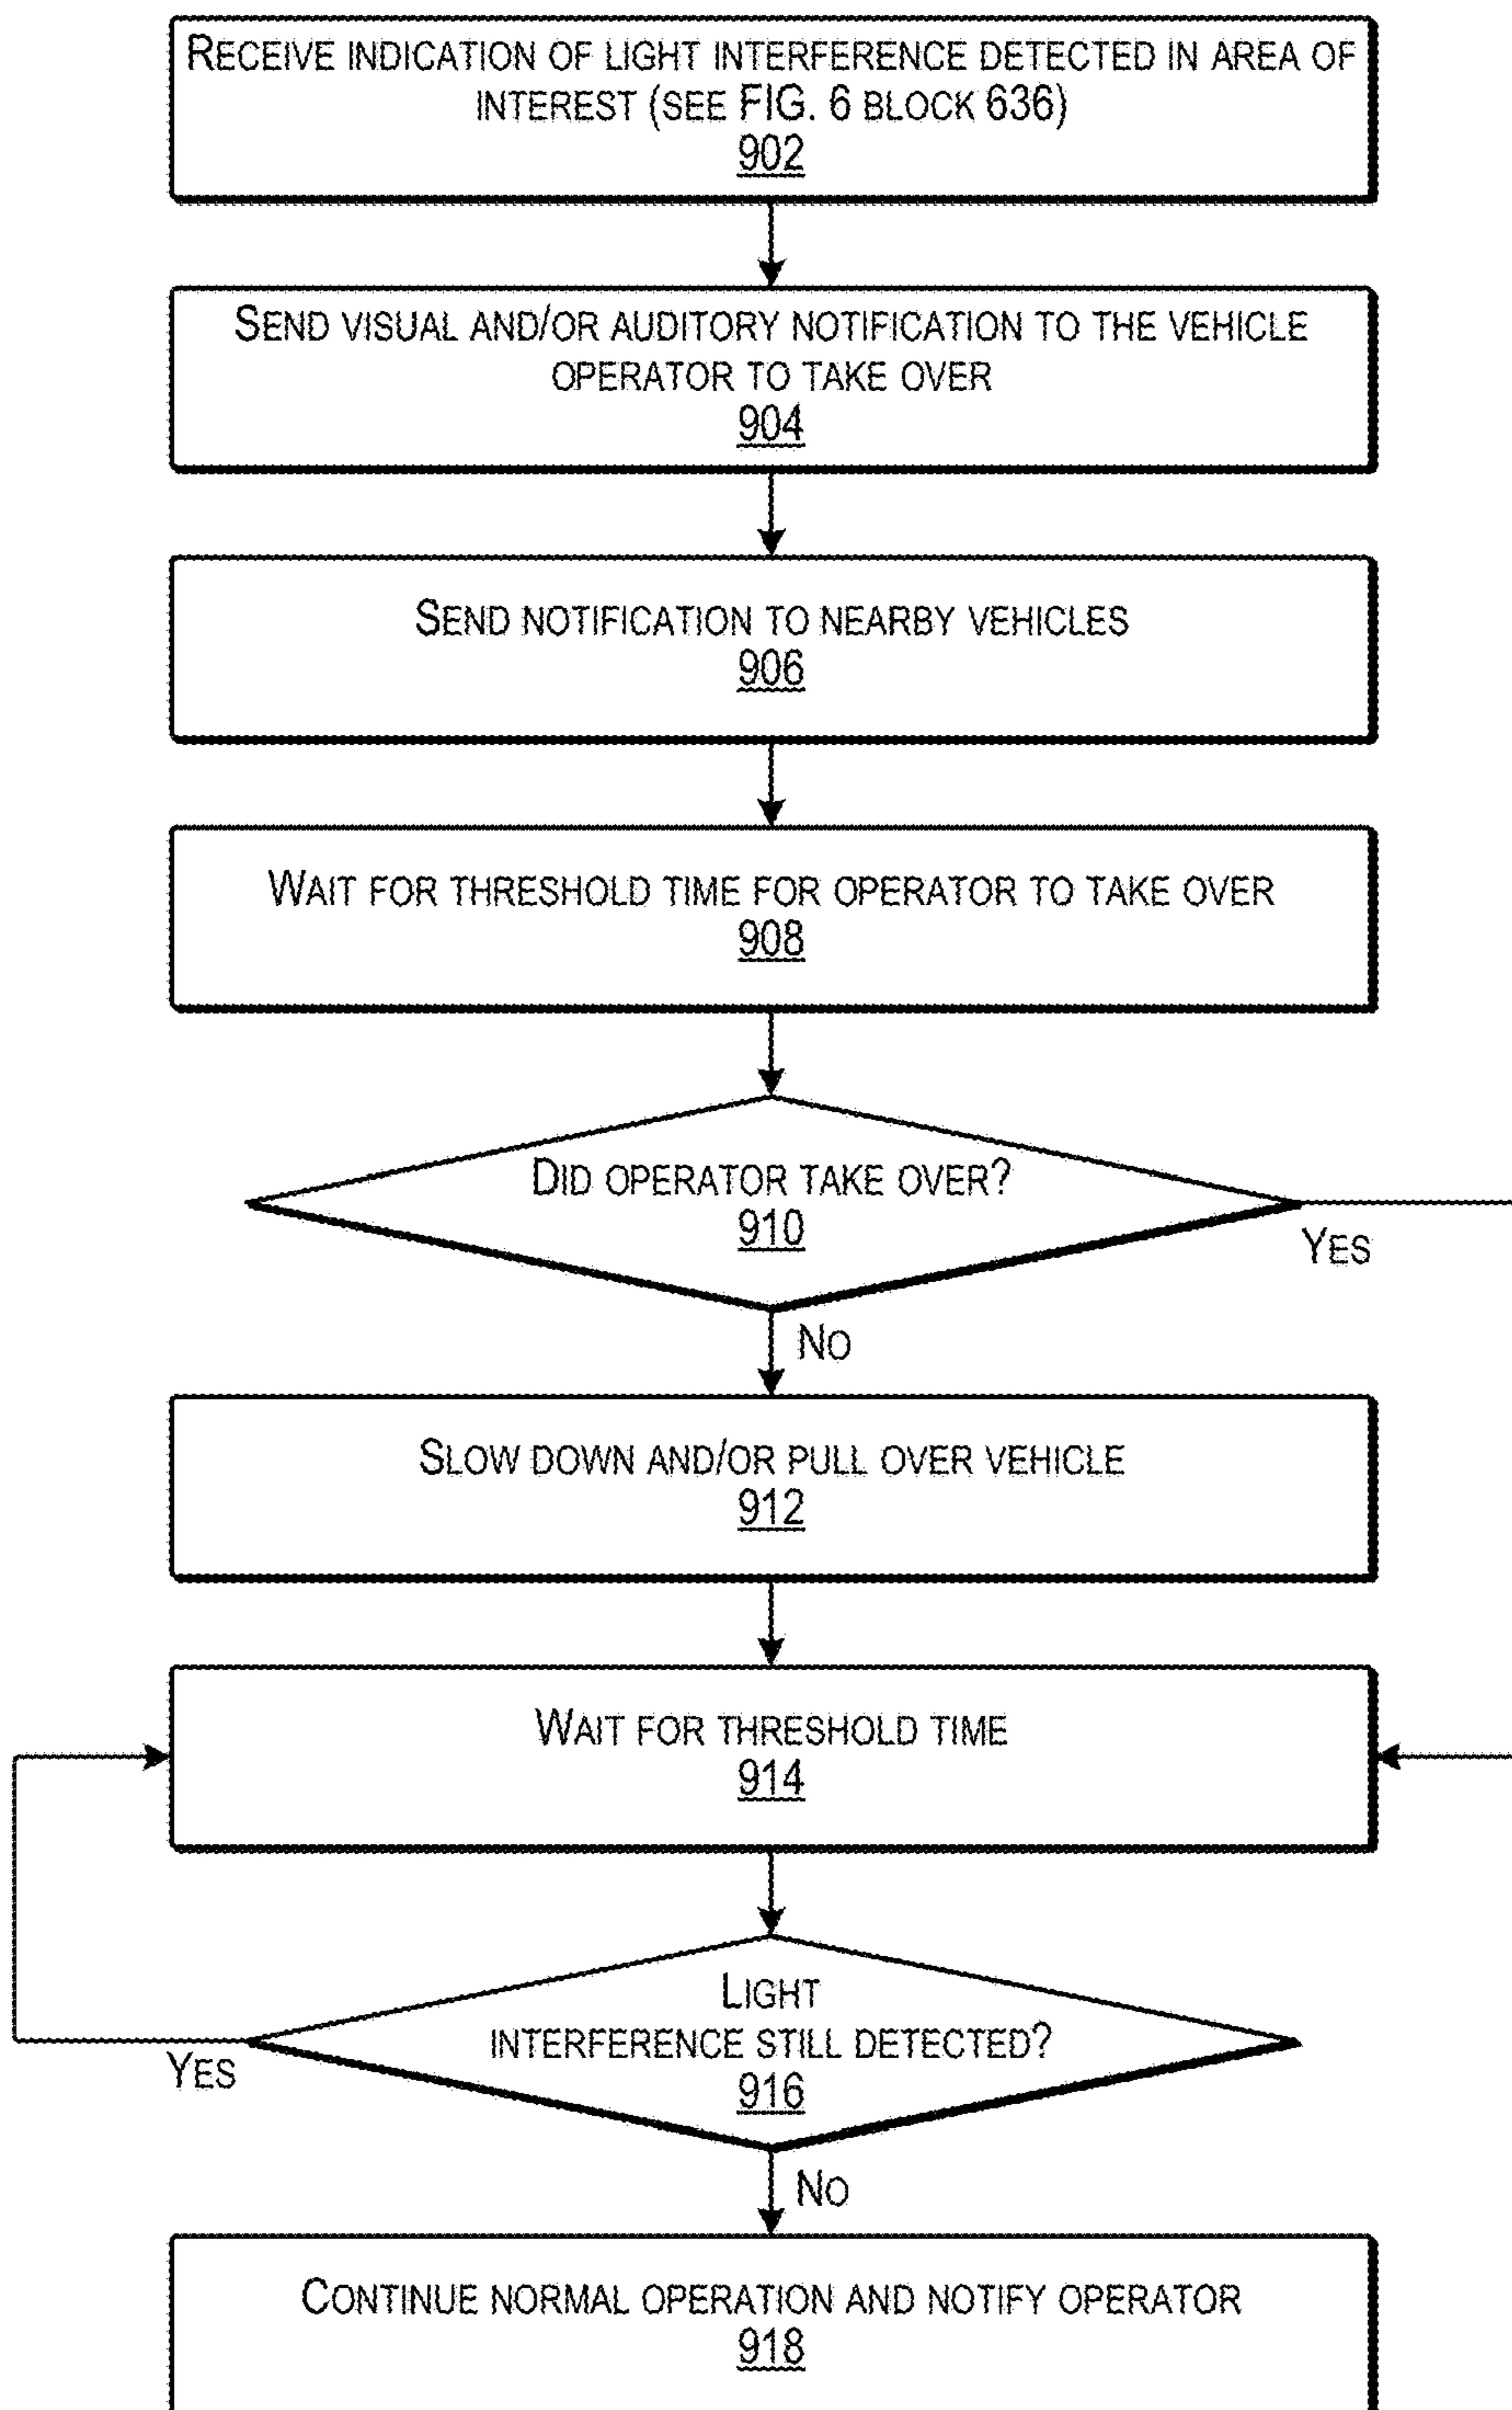 RECEIVE INDICATION OF LIGHT INTERFERENCE DETECTED IN AREA OF
INTEREST (SEE FIG. 6 BLOCK 636)
902
SEND VISUAL AND/OR AUDITORY NOTIFICATION TO THE VEHICLE
OPERATOR TO TAKE OVER
904
SEND NOTIFICATION TO NEARBY VEHICLES
906
WAIT FOR THRESHOLD TIME FOR OPERATOR TO TAKE OVER
908
DID OPERATOR TAKE OVER?
910
YES
NO
SLOW DOWN AND/OR PULL OVER VEHICLE
912
WAIT FOR THRESHOLD TIME
914
LIGHT
INTERFERENCE STILL DETECTED?
916
YES
NO
CONTINUE NORMAL OPERATION AND NOTIFY OPERATOR
918